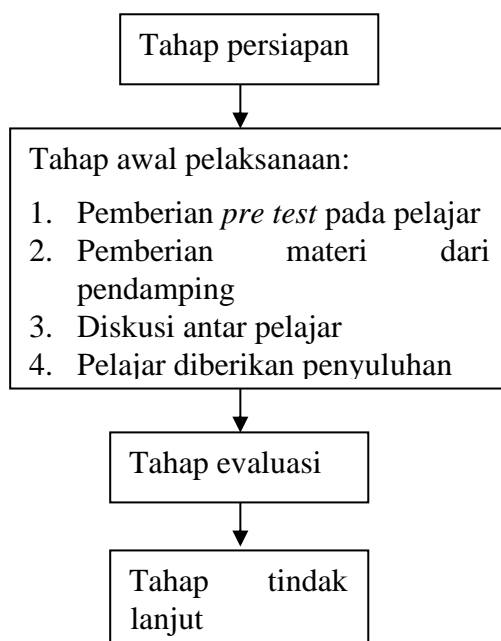 Tahap persiapan
Tahap awal pelaksanaan:
1. Pemberian pre test pada pelajar
2. Pemberian materi dari
pendamping
3. Diskusi antar pelajar
4. Pelajar diberikan penyuluhan
Tahap evaluasi
Tahap tindak
lanjut